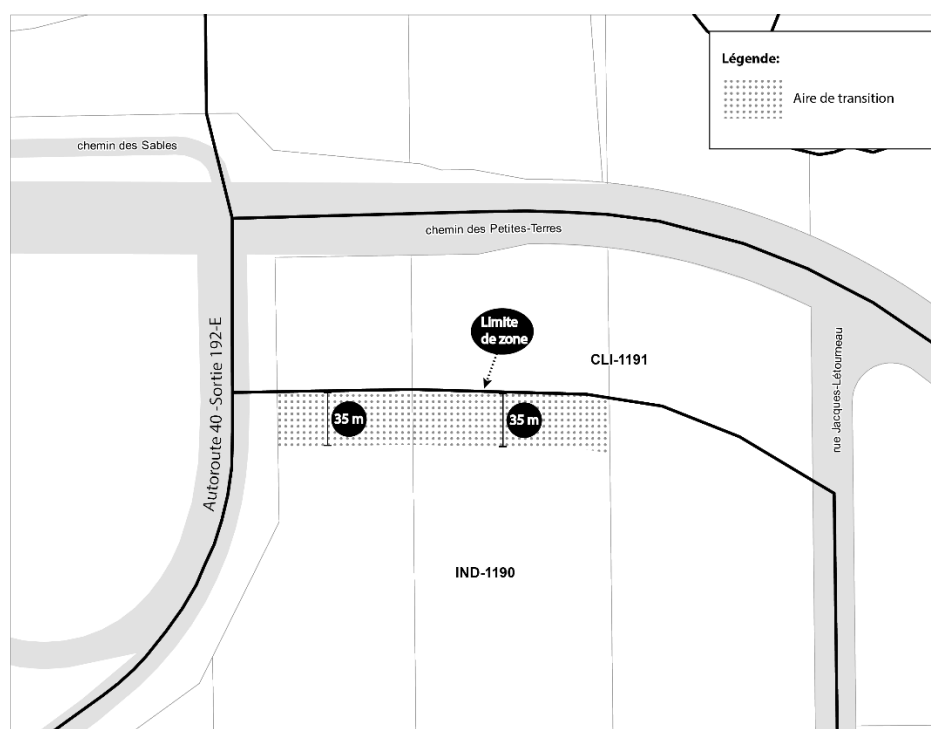 Légende:
Aire de transition
chemin des Sables
chemin des Petites-Terres
Limite
de zone
CLI-1191
Autoroute 40 -Sortie 192-E
rue Jacques-Létourneau
35 m
35 m
IND-1190